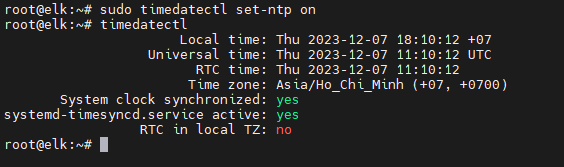 root@elk:~# sudo timedatectl set-ntp on
root@elk:~# timedatectl
Local time: Thu 2023-12-07 18:10:12 +07
Universal time: Thu 2023-12-07 11:10:12 UTC
RTC time: Thu 2023-12-07 11:10:12
Time zone: Asia/Ho_Chi_Minh (+07, +0700)
System clock synchronized: yes
systemd-timesyncd.service active: yes
RTC in local TZ: no
root@elk:~#